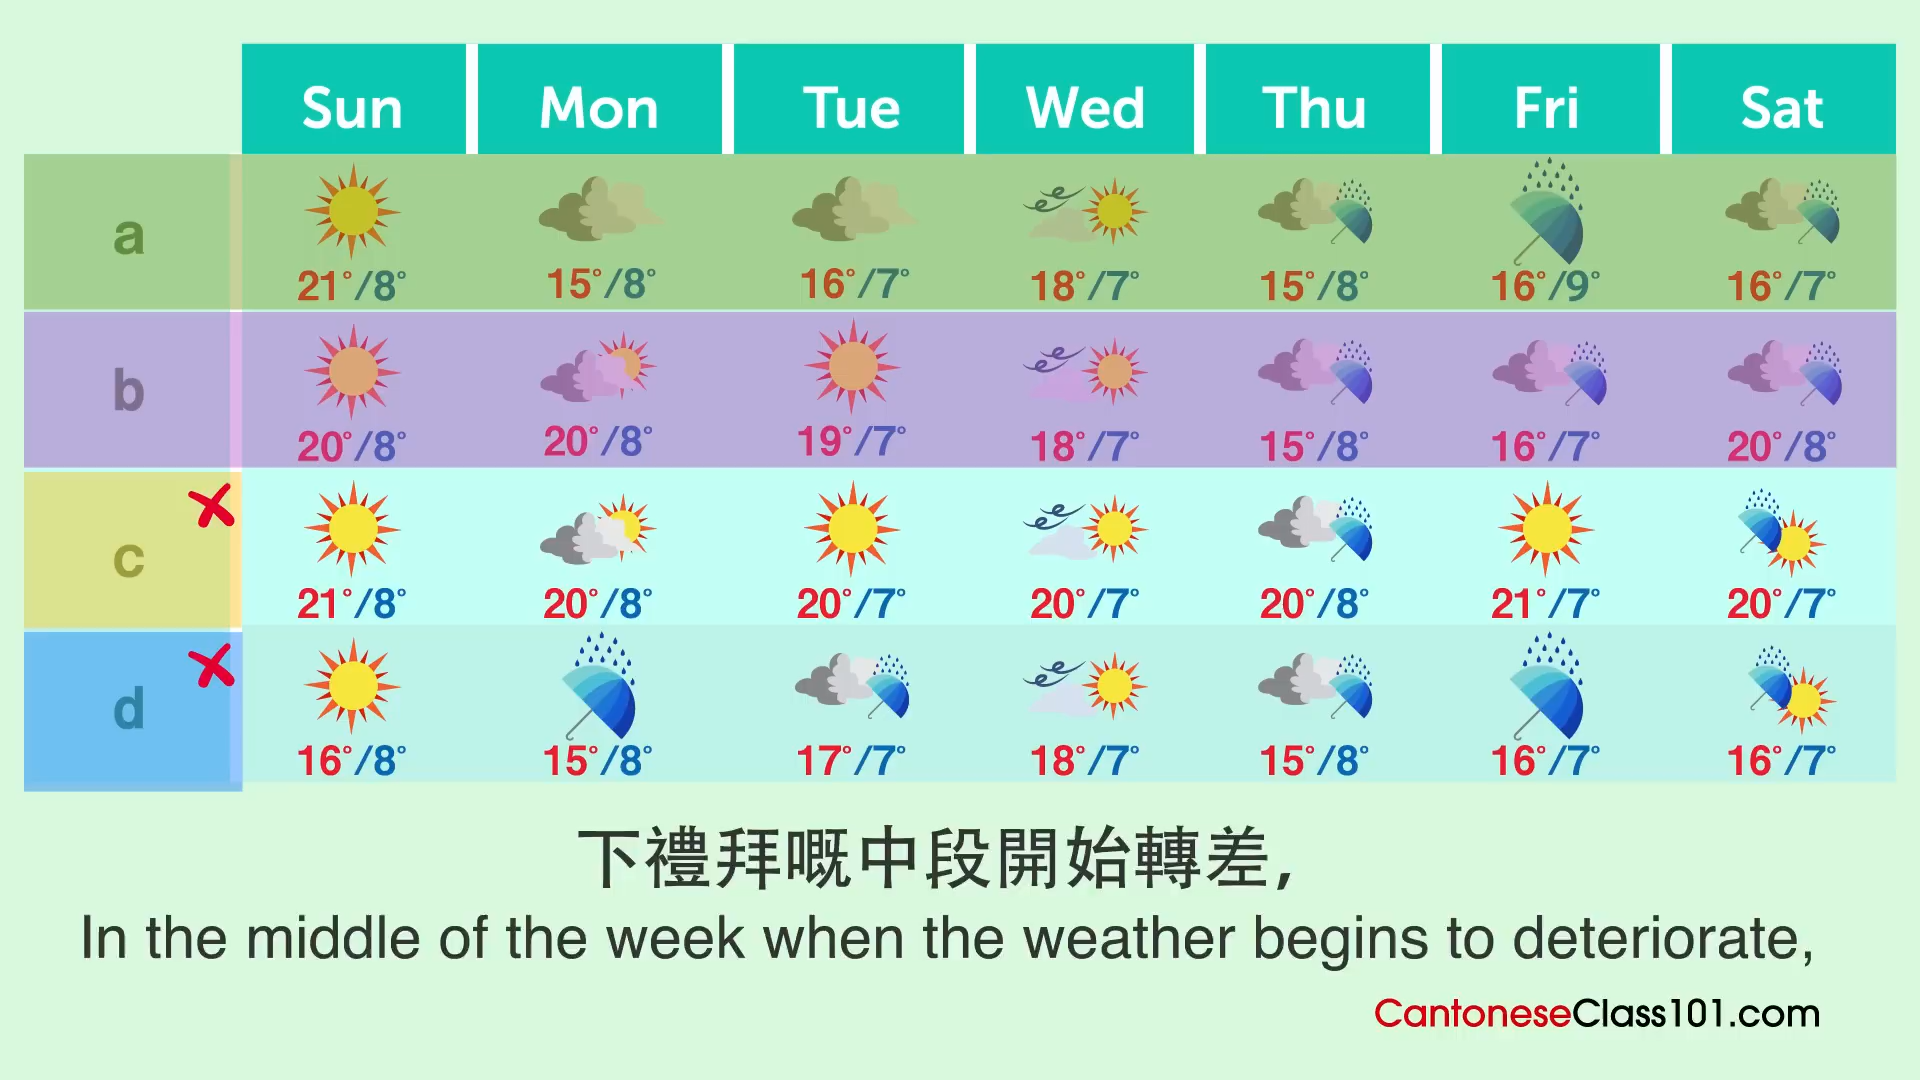 Sun Mon Tue Wed Thu Fri Sat
a
21°/8° 15°/8° 16°/7° 18°/7° 15°/8° 16°/9° 16°/7°
b
20°/8° 20°/8° 19°/7° 18°/7° 15°/8° 16°/7° 20°/8°
c
21°/8° 20°/8° 20°/7° 20°/7° 20°/8° 21°/7° 20°/7°
d
16°/8° 15°/8° 17°/7° 18°/7° 15°/8° 16°/7° 16°/7°
下禮拜嘅中段開始轉差,
In the middle of the week when the weather begins to deteriorate,
CantoneseClass101.com